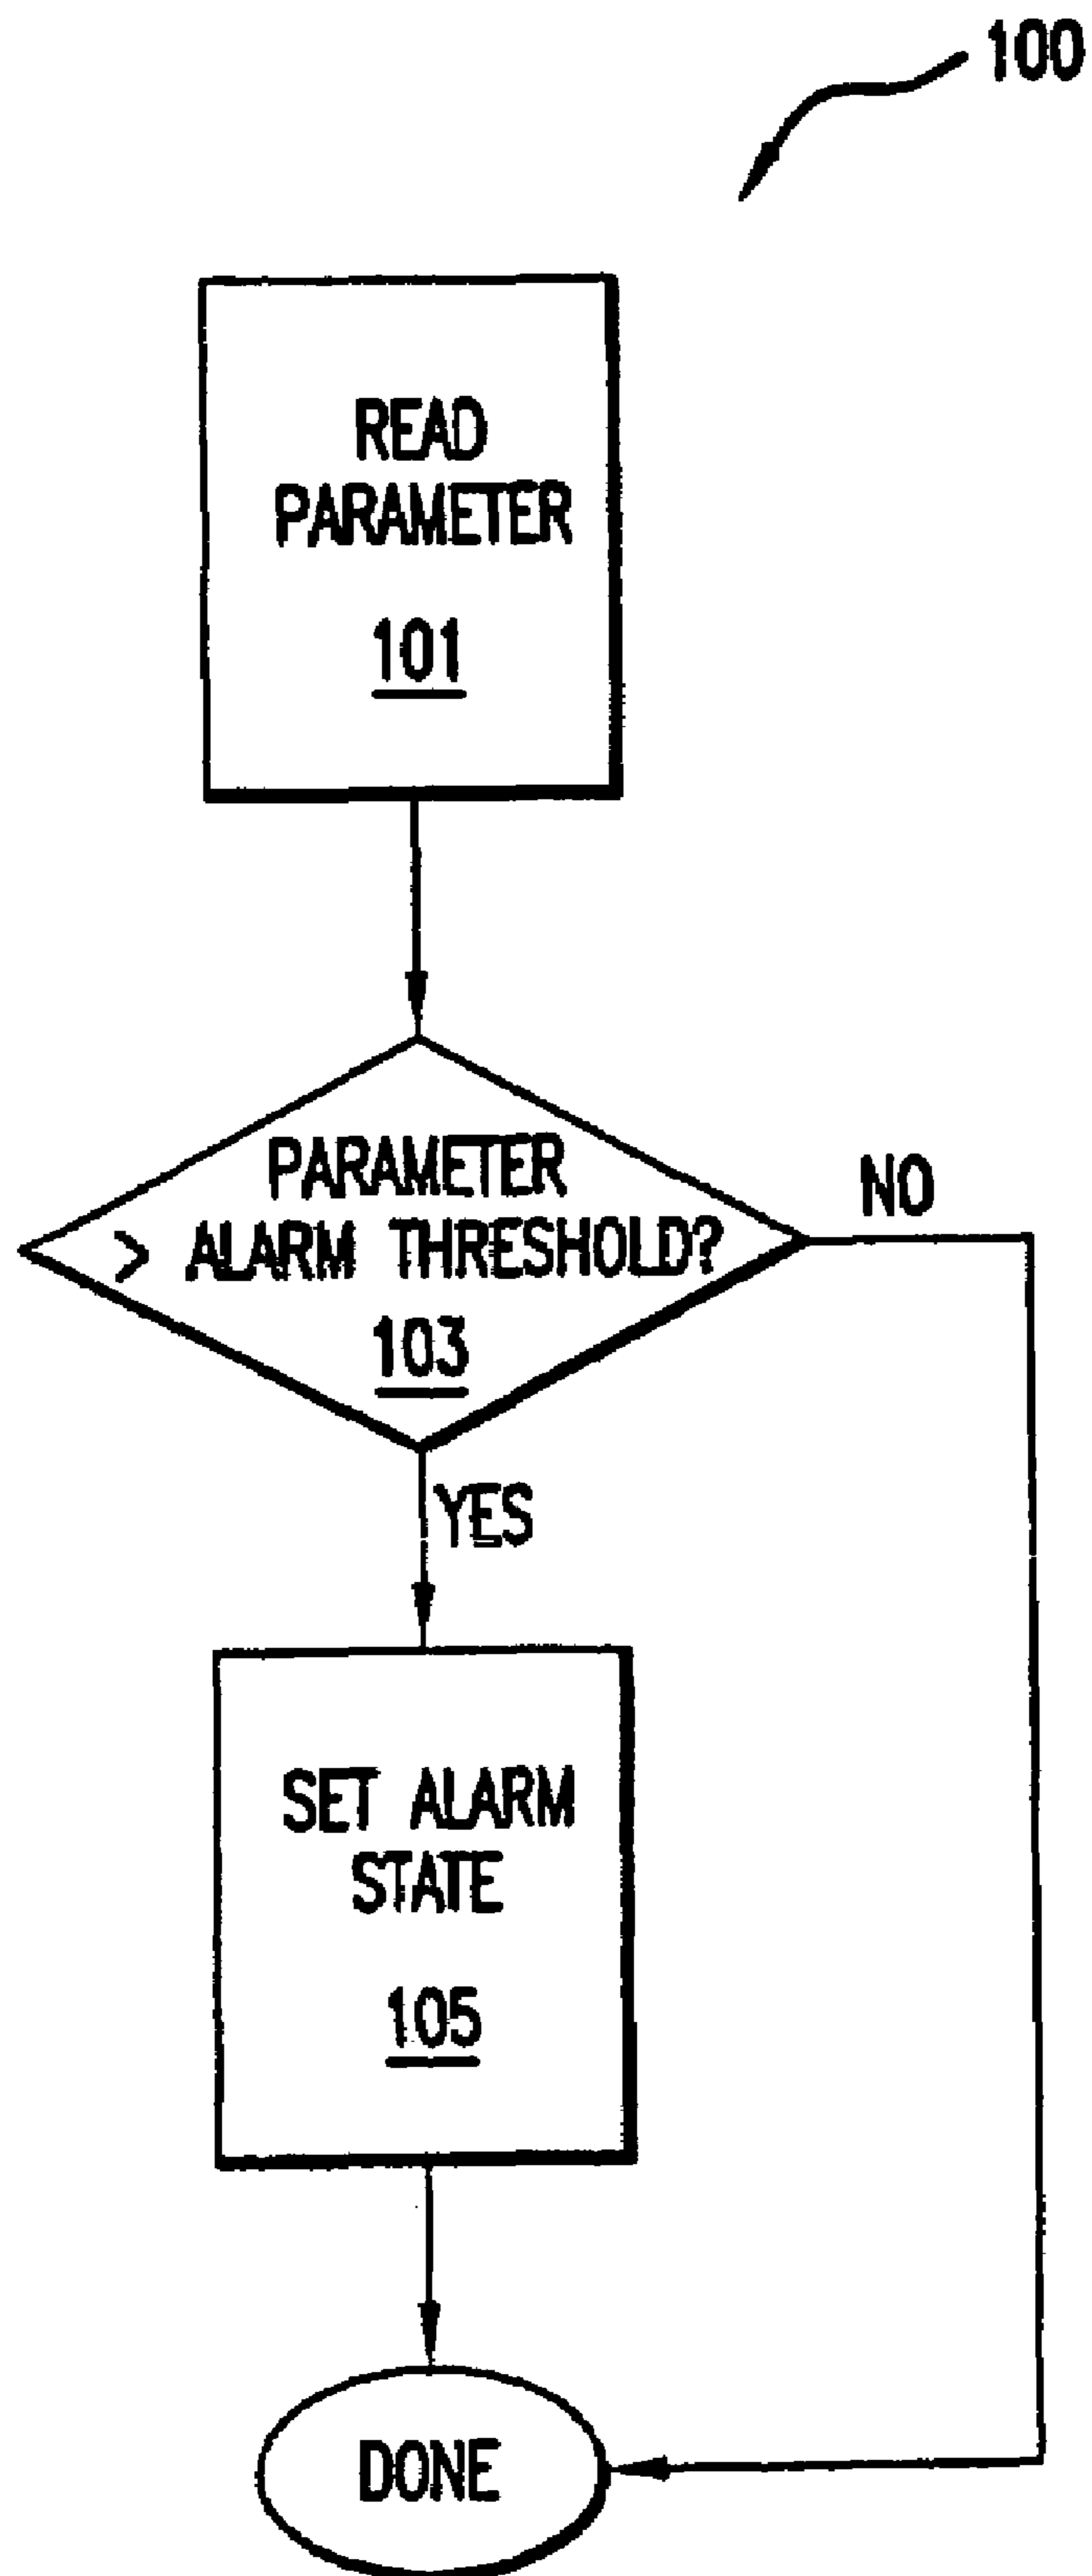 100
READ
PARAMETER
101
PARAMETER
> ALARM THRESHOLD?
103
NO
YES
SET ALARM
STATE
105
DONE